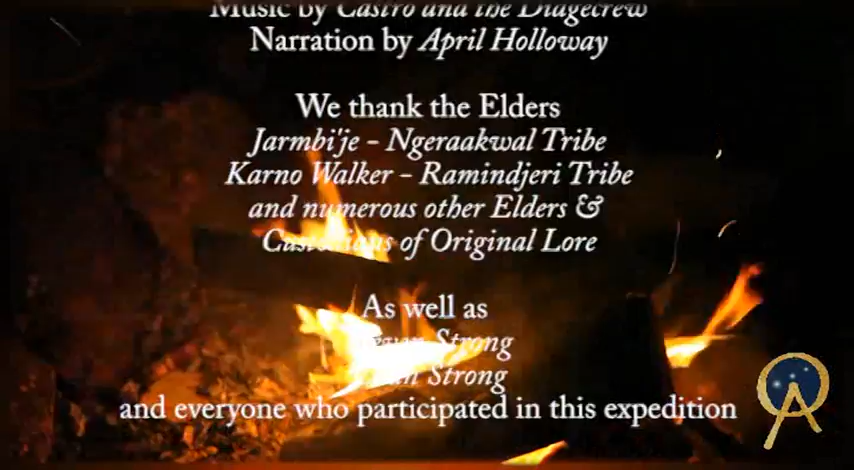 Music by Castro and the Diagecrew
Narration by April Holloway
We thank the Elders
Jarmbi'je - Ngeraakwal Tribe
Karno Walker - Ramindjeri Tribe
and numerous other Elders &
Custodians of Original Lore
As well as
Strong
Strong
and everyone who participated in this expedition